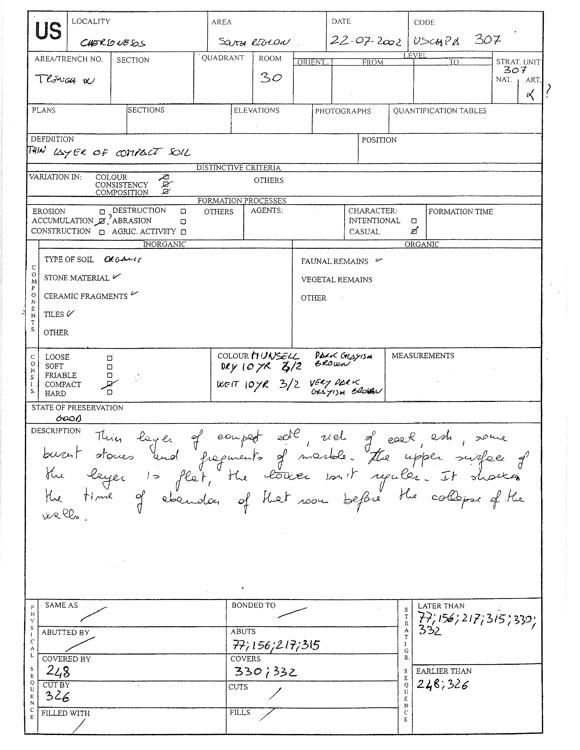 US
LOCALITY
AREA
DATE
CODE
CHERSONESOS
SOUTH REGION
22-07-2002
USCHPA 307
AREA/TRENCH NO.
SECTION
QUADRANT
ROOM
LEVEL
STRAT. UNIT
ORIENT.
FROM
TO
307
30
NAT.
ART.
α ?
PLANS
SECTIONS
ELEVATIONS
PHOTOGRAPHS
QUANTIFICATION TABLES
DEFINITION
POSITION
THIN LAYER OF COMPACT SOIL
DISTINCTIVE CRITERIA
VARIATION IN:
COLOUR
OTHERS
CONSISTENCY
COMPOSITION
FORMATION PROCESSES
EROSION
DESTRUCTION
OTHERS
AGENTS:
CHARACTER:
FORMATION TIME
ACCUMULATION
ABRASION
INTENTIONAL
CONSTRUCTION
AGRIC. ACTIVITY
CASUAL
INORGANIC
ORGANIC
COMPONENTS
TYPE OF SOIL ORGANIC
FAUNAL REMAINS ✓
STONE MATERIAL ✓
VEGETAL REMAINS
CERAMIC FRAGMENTS ✓
OTHER
TILES ✓
OTHER
CONSIS.
LOOSE
SOFT
FRIABLE
COMPACT
HARD
COLOUR MUNSELL DARK GRAYISH
DRY 10 YR /2 BROWN
WEIT 10YR 3/2 VERY DARK
GRAYISH BROWN
MEASUREMENTS
STATE OF PRESERVATION
GOOD
DESCRIPTION
Thin layer of compact soil, rich of coal, ash, some
burnt stones and fragments of marble. The upper surface of
the layer is flat, the lower isn't regular. It shows
the time of abandon of that room before the collapse of the
walls.
PHYSICAL SEQUENCE
SAME AS
BONDED TO
ABUTTED BY
ABUTS
77; 156; 217; 315
COVERED BY
COVERS
248
330; 332
CUT BY
CUTS
326
FILLED WITH
FILLS
STRATIGR. SEQUENCE
LATER THAN
77; 156; 217; 315; 330;
332
EARLIER THAN
248; 326